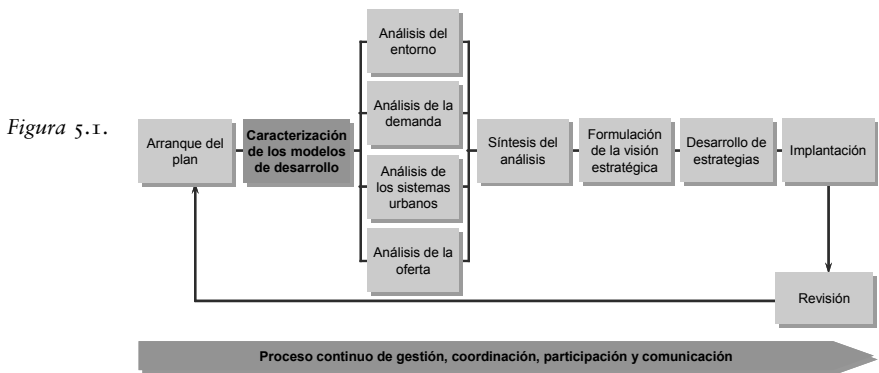 Figura 5.1.
Arranque del
plan
Caracterización
de los modelos
de desarrollo
Análisis del
entorno
Análisis de la
demanda
Análisis de
los sistemas
urbanos
Análisis de la
oferta
Síntesis del
análisis
Formulación
de la visión
estratégica
Desarrollo de
estrategias
Implantación
Revisión
Proceso continuo de gestión, coordinación, participación y comunicación